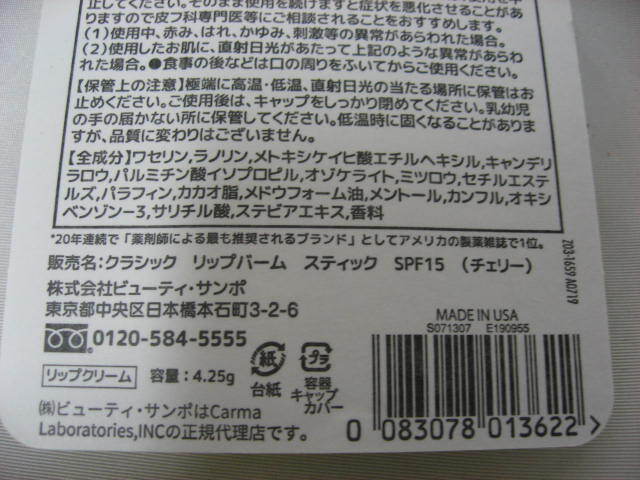 止してください。そのまま使用を続けますと症状を悪化させることがあ
りますので皮フ科専門医等にご相談されることをおすすめします。
(1)使用中、赤み、はれ、かゆみ、刺激等の異常があらわれた場合。
(2)使用したお肌に、直射日光があたって上記のような異常があらわ
れた場合。●食事の後などは口の周りをふいてからご使用ください。
【保管上の注意】極端に高温・低温、直射日光の当たる場所に保管はお
止めください。ご使用後は、キャップをしっかり閉めてください。乳幼児
の手の届かない所に保管してください。低温時に固くなることがありま
すが、品質に変わりはございません。
【全成分】ワセリン,ラノリン,メトキシケイヒ酸エチルヘキシル,キャンデリ
ラロウ,パルミチン酸イソプロピル,オゾケライト,ミツロウ,セチルエステ
ルズ,パラフィン,カカオ脂,メドウフォーム油,メントール,カンフル,オキシ
ベンゾン-3,サリチル酸,ステビアエキス,香料
*20年連続で「薬剤師による最も推奨されるブランド」としてアメリカの製薬雑誌で1位。
販売名:クラシック リップバーム スティック SPF15 (チェリー)
株式会社ビューティ・サンポ
東京都中央区日本橋本石町3-2-6
0120-584-5555
リップクリーム 容量:4.25g
紙
台紙
プラ
容器
キャップ
カバー
㈱ビューティ・サンポはCarma
Laboratories,INCの正規代理店です。
MADE IN USA
S071307 E190955
0 083078 013622 >
Z03-1659 A0719